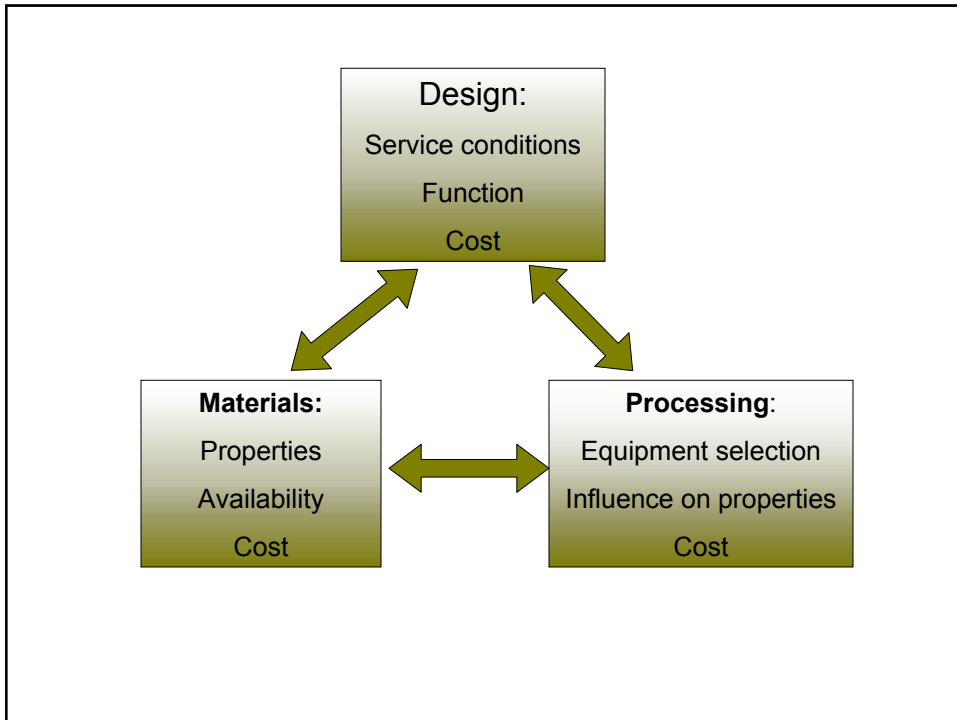 Design:
Service conditions
Function
Cost
Materials:
Properties
Availability
Cost
Processing:
Equipment selection
Influence on properties
Cost